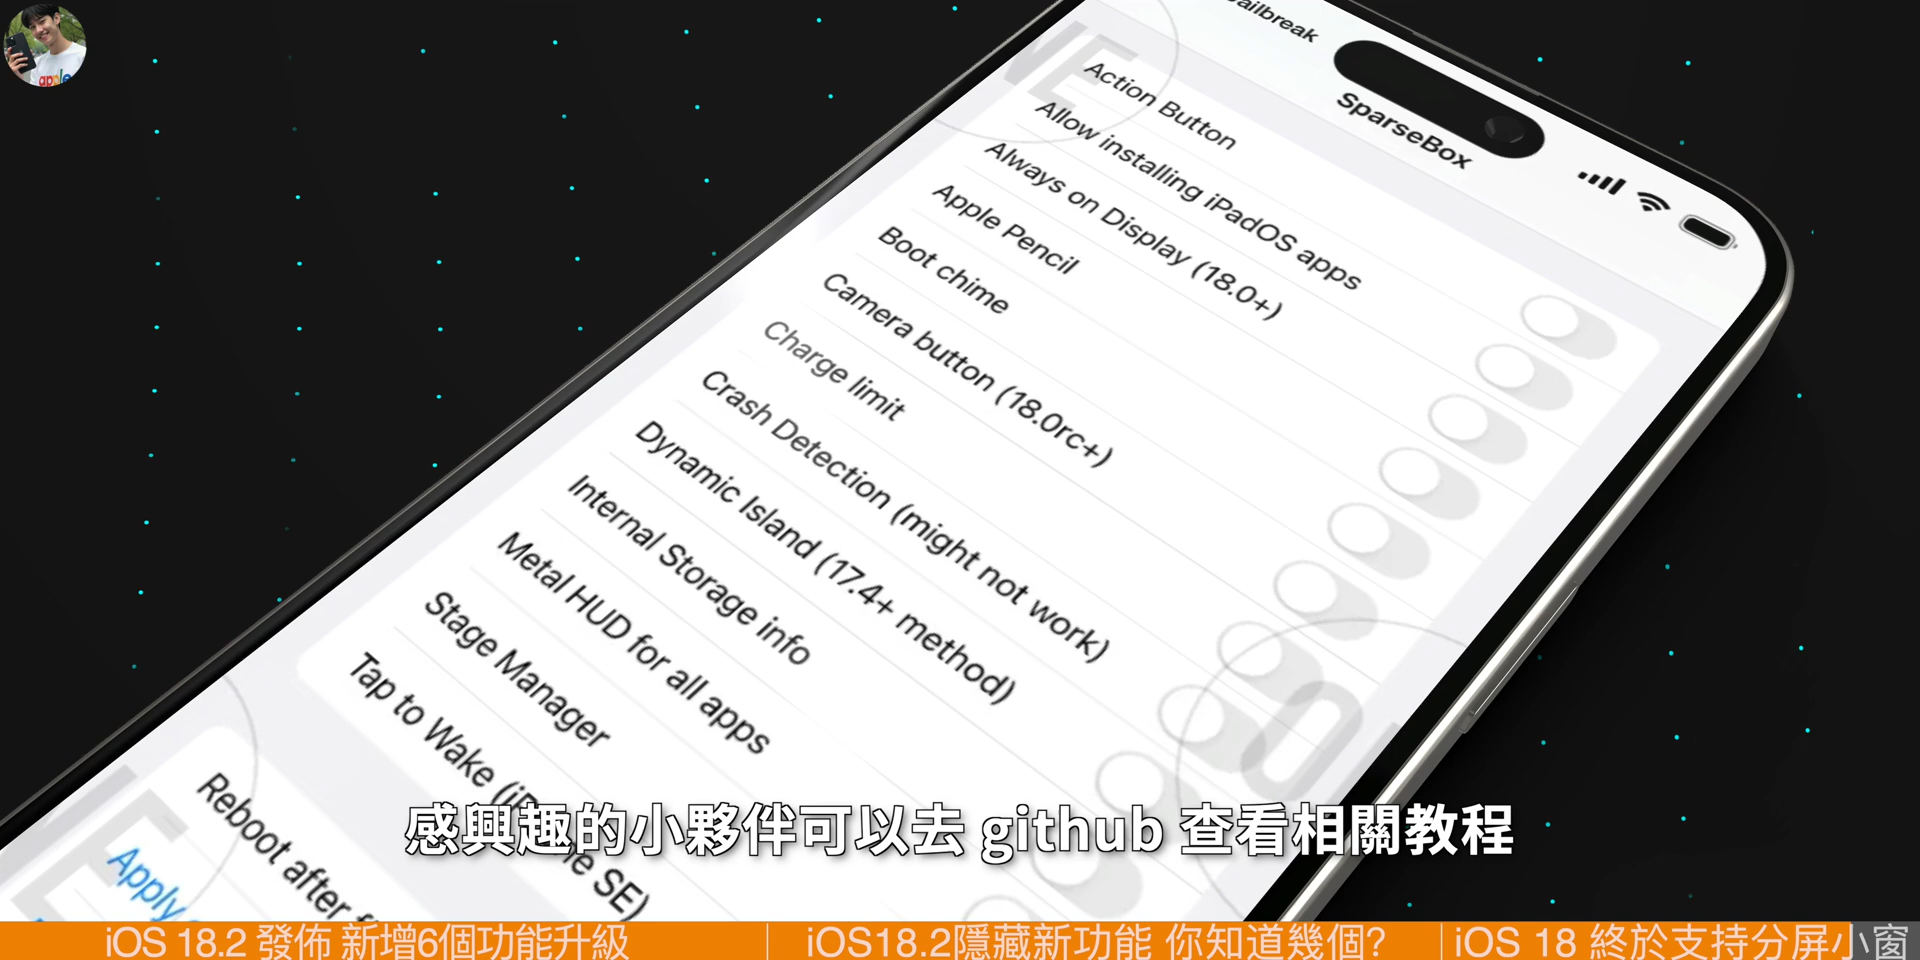 SparseBox
Action Button
Allow installing iPadOS apps
Always on Display (18.0+)
Apple Pencil
Boot chime
Camera button (18.0rc+)
Charge limit
Crash Detection (might not work)
Dynamic Island (17.4+ method)
Internal Storage info
Metal HUD for all apps
Stage Manager
Tap to Wake (iPhone SE)
Reboot after
Apply
感興趣的小夥伴可以去 github 查看相關教程
iOS 18.2 發佈 新增6個功能升級
iOS18.2隱藏新功能 你知道幾個？
iOS 18 終於支持分屏小窗